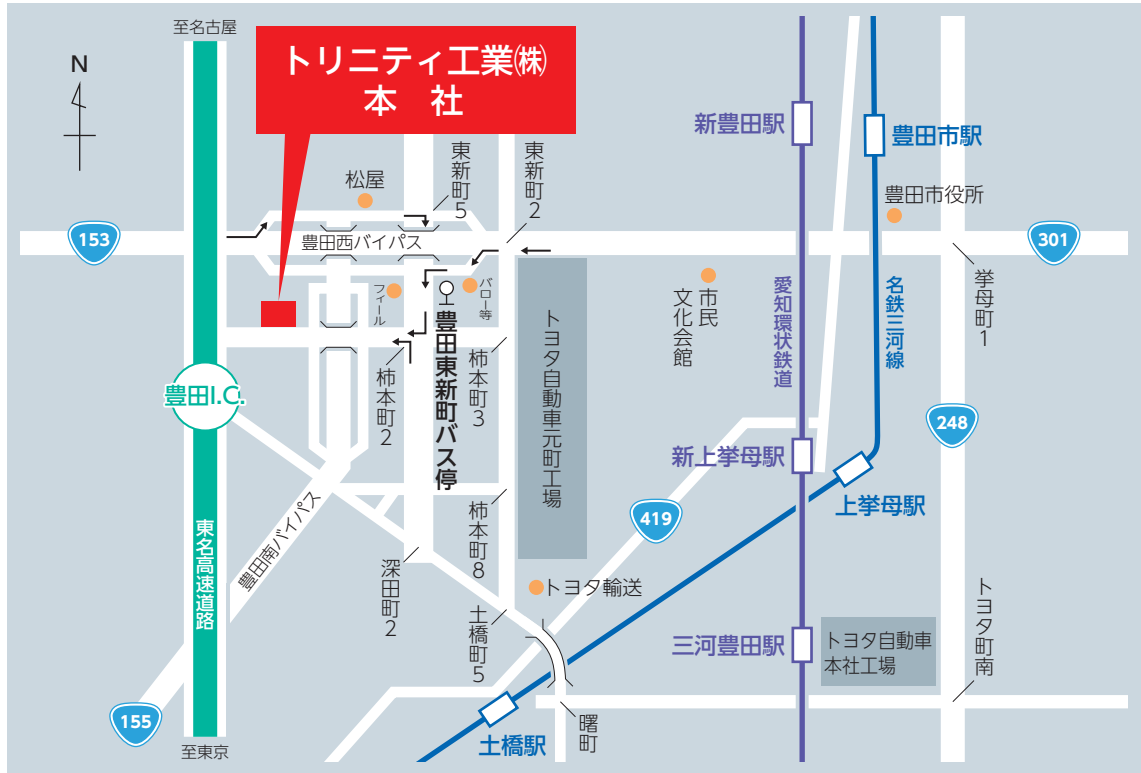 至名古屋
N
トリニティ工業㈱
本 社
新豊田駅
豊田市駅
東新町5
東新町2
松屋
豊田市役所
153
豊田西バイパス
301
フィール
バロー等
市民
文化会館
愛知環状鉄道
名鉄三河線
挙母町1
豊田東新町バス停
トヨタ自動車元町工場
柿本町2
柿本町3
豊田I.C.
248
新上挙母駅
上挙母駅
419
柿本町8
豊田南バイパス
東名高速道路
深田町2
トヨタ輸送
土橋町5
三河豊田駅
トヨタ自動車
本社工場
トヨタ町南
155
曙町
土橋駅
至東京